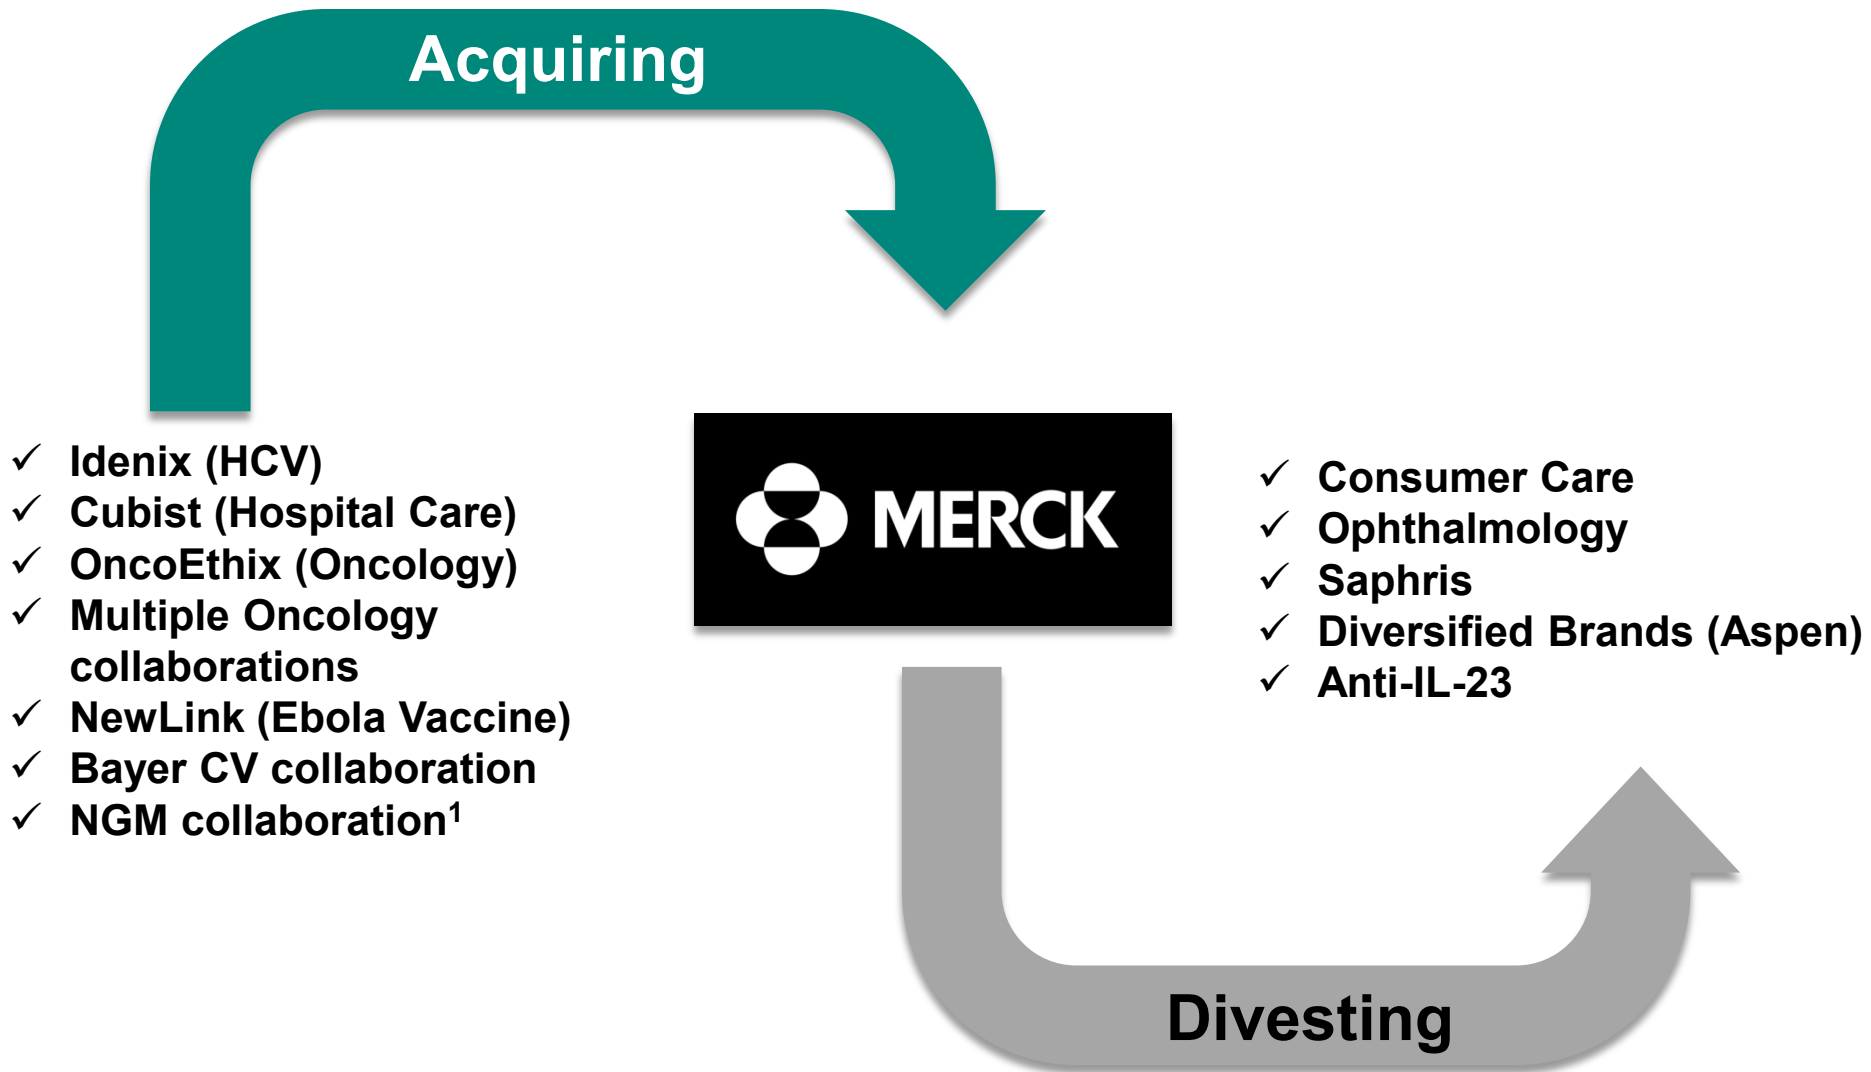 Acquiring
✓ Idenix (HCV)
✓ Cubist (Hospital Care)
✓ OncoEthix (Oncology)
✓ Multiple Oncology
collaborations
✓ NewLink (Ebola Vaccine)
✓ Bayer CV collaboration
✓ NGM collaboration¹
MERCK
✓ Consumer Care
✓ Ophthalmology
✓ Saphris
✓ Diversified Brands (Aspen)
✓ Anti-IL-23
Divesting